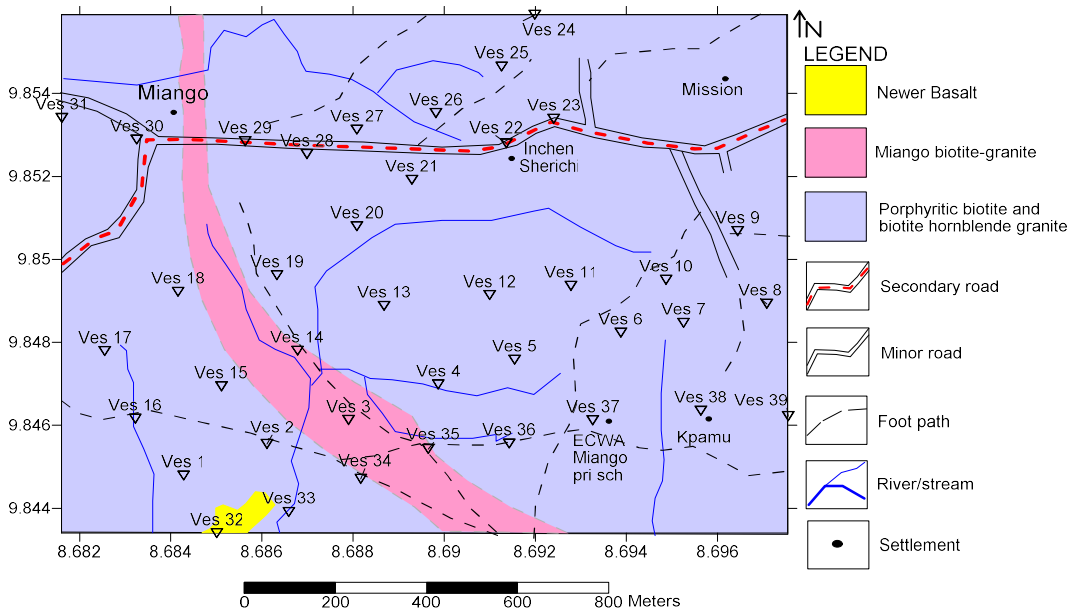 N
LEGEND
Newer Basalt
Miango biotite-granite
Porphyritic biotite and
biotite hornblende granite
Secondary road
Minor road
Foot path
River/stream
Settlement
9.854
9.852
9.85
9.848
9.846
9.844
Ves 24
Ves 25
Mission
Miango
Ves 31
Ves 26
Ves 23
Ves 27
Ves 30
Ves 29
Ves 28
Ves 22
Inchen
Sherichi
Ves 21
Ves 20
Ves 9
Ves 19
Ves 18
Ves 10
Ves 11
Ves 12
Ves 13
Ves 8
Ves 7
Ves 6
Ves 17
Ves 14
Ves 5
Ves 15
Ves 4
Ves 16
Ves 3
Ves 37
Ves 38
Ves 39
Ves 2
Ves 35
Ves 36
ECWA
Miango
pri sch
Kpamu
Ves 1
Ves 34
Ves 33
Ves 32
8.682 8.684 8.686 8.688 8.69 8.692 8.694 8.696
0 200 400 600 800 Meters